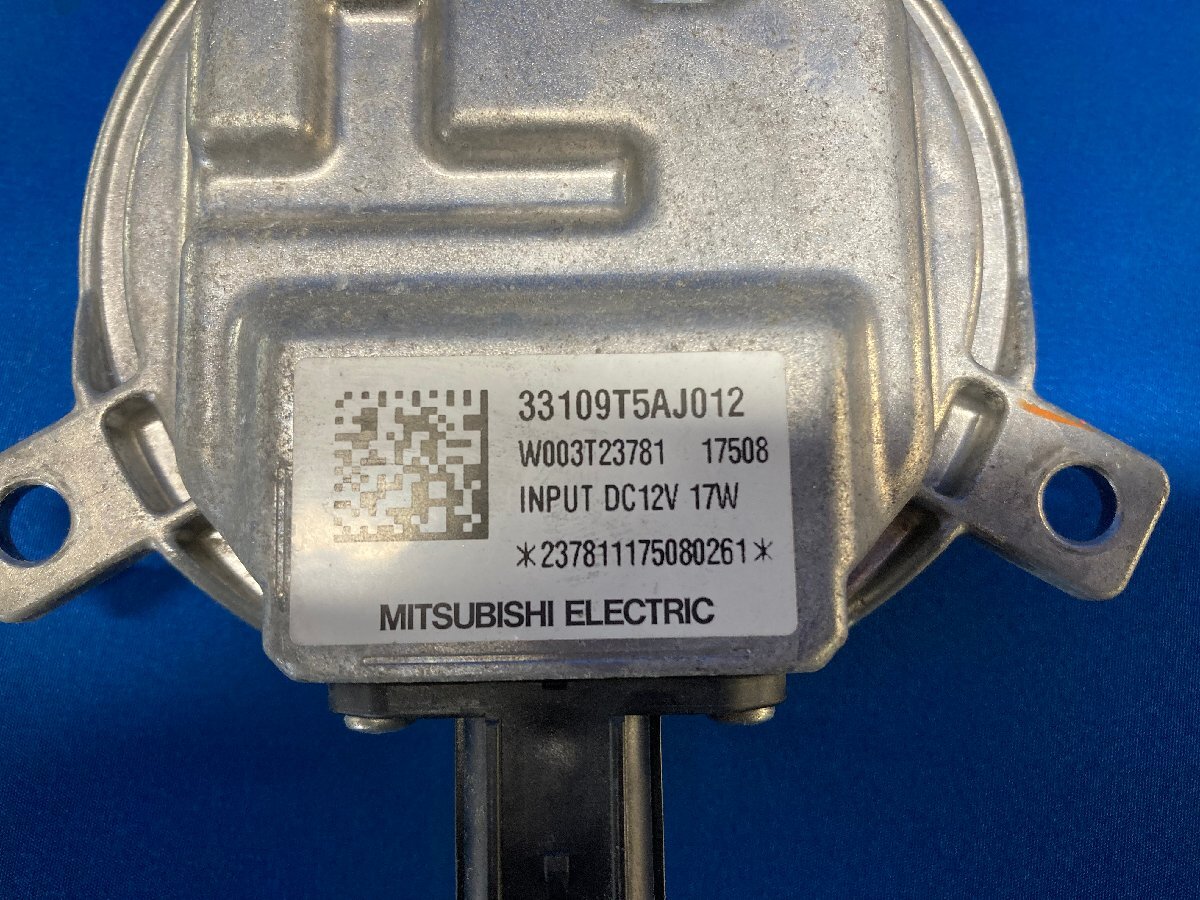 33109T5AJ012
W003T23781 17508
INPUT DC12V 17W
*237811175080261*
MITSUBISHI ELECTRIC